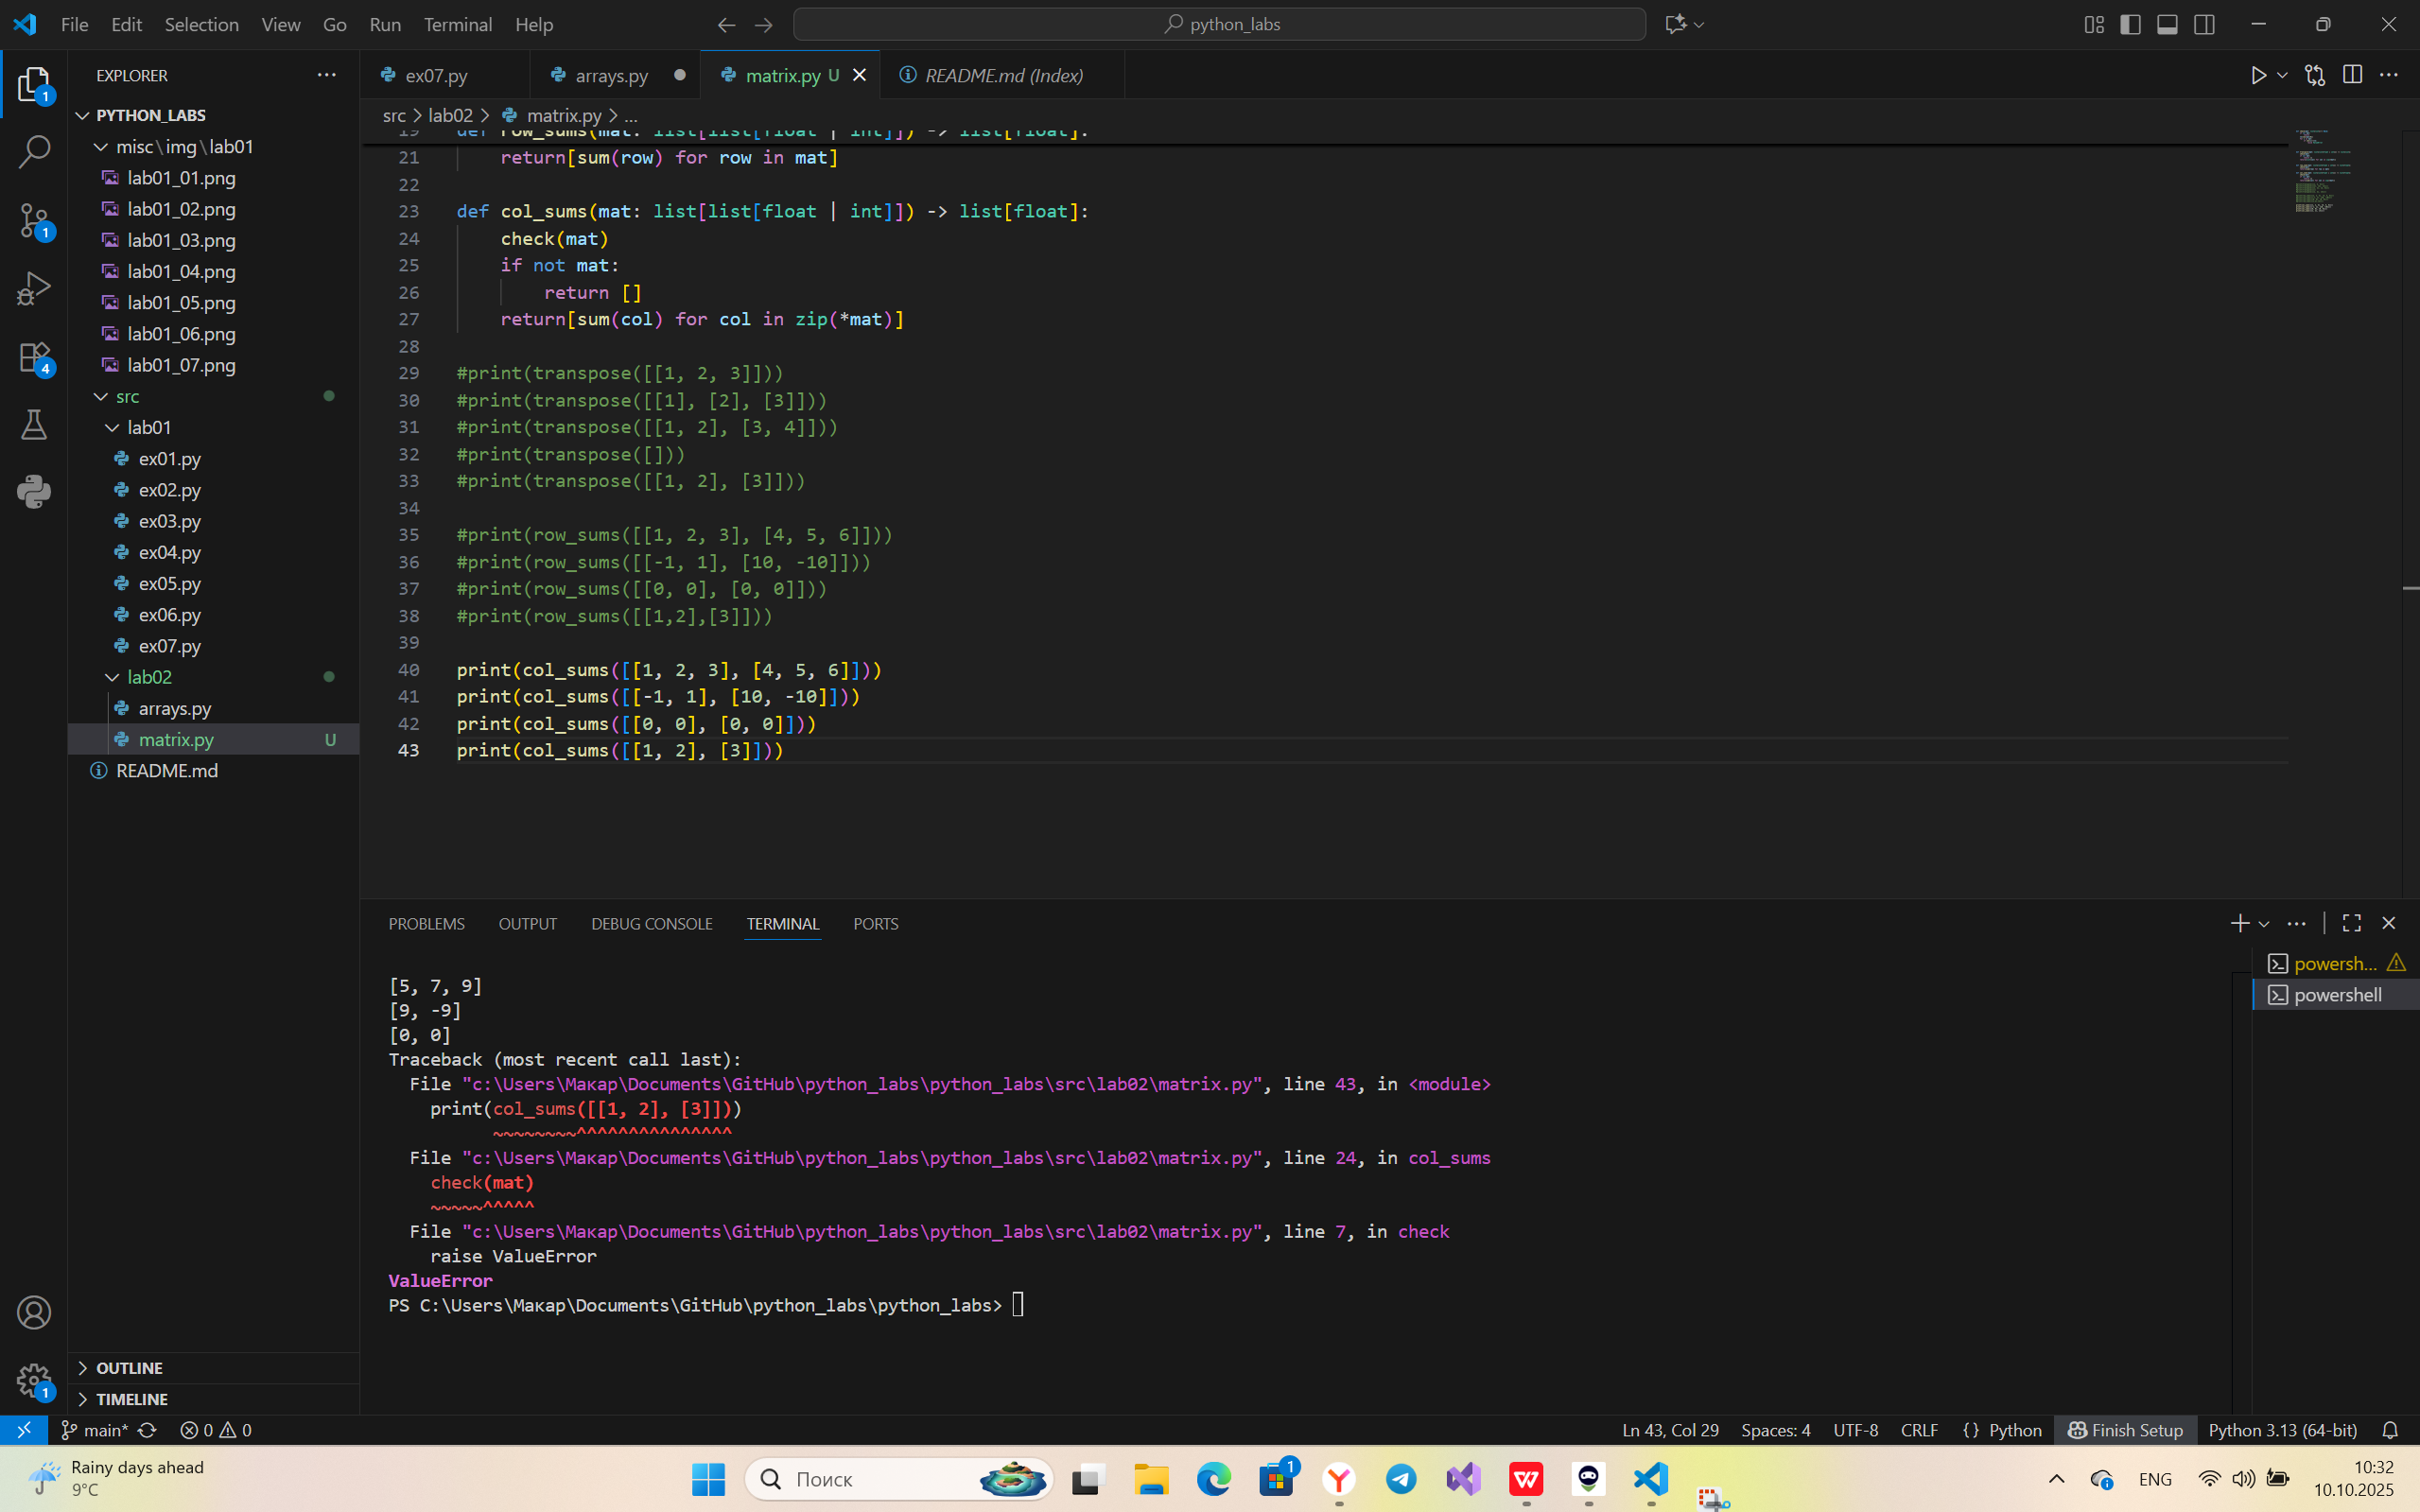 File Edit Selection View Go Run Terminal Help
python_labs
EXPLORER
ex07.py
arrays.py
matrix.py U
README.md (Index)
PYTHON_LABS
misc\img\lab01
lab01_01.png
lab01_02.png
lab01_03.png
lab01_04.png
lab01_05.png
lab01_06.png
lab01_07.png
src
lab01
ex01.py
ex02.py
ex03.py
ex04.py
ex05.py
ex06.py
ex07.py
lab02
arrays.py
matrix.py U
README.md
OUTLINE
TIMELINE
src > lab02 > matrix.py > ...
19 def row_sums(mat: list[list[float | int]]) -> list[float]:
21 return[sum(row) for row in mat]
22
23 def col_sums(mat: list[list[float | int]]) -> list[float]:
24 check(mat)
25 if not mat:
26 return []
27 return[sum(col) for col in zip(*mat)]
28
29 #print(transpose([[1, 2, 3]]))
30 #print(transpose([[1], [2], [3]]))
31 #print(transpose([[1, 2], [3, 4]]))
32 #print(transpose([]))
33 #print(transpose([[1, 2], [3]]))
34
35 #print(row_sums([[1, 2, 3], [4, 5, 6]]))
36 #print(row_sums([[-1, 1], [10, -10]]))
37 #print(row_sums([[0, 0], [0, 0]]))
38 #print(row_sums([[1,2],[3]]))
39
40 print(col_sums([[1, 2, 3], [4, 5, 6]]))
41 print(col_sums([[-1, 1], [10, -10]]))
42 print(col_sums([[0, 0], [0, 0]]))
43 print(col_sums([[1, 2], [3]]))
PROBLEMS OUTPUT DEBUG CONSOLE TERMINAL PORTS
powersh...
powershell
[5, 7, 9]
[9, -9]
[0, 0]
Traceback (most recent call last):
File "c:\Users\Макар\Documents\GitHub\python_labs\python_labs\src\lab02\matrix.py", line 43, in <module>
print(col_sums([[1, 2], [3]]))
~~~~~~~~^^^^^^^^^^^^^^^
File "c:\Users\Макар\Documents\GitHub\python_labs\python_labs\src\lab02\matrix.py", line 24, in col_sums
check(mat)
~~~~~^^^^^
File "c:\Users\Макар\Documents\GitHub\python_labs\python_labs\src\lab02\matrix.py", line 7, in check
raise ValueError
ValueError
PS C:\Users\Макар\Documents\GitHub\python_labs\python_labs>
main* 0 0
Ln 43, Col 29 Spaces: 4 UTF-8 CRLF {} Python Finish Setup Python 3.13 (64-bit)
Rainy days ahead
9°C
Поиск
ENG
10:32
10.10.2025